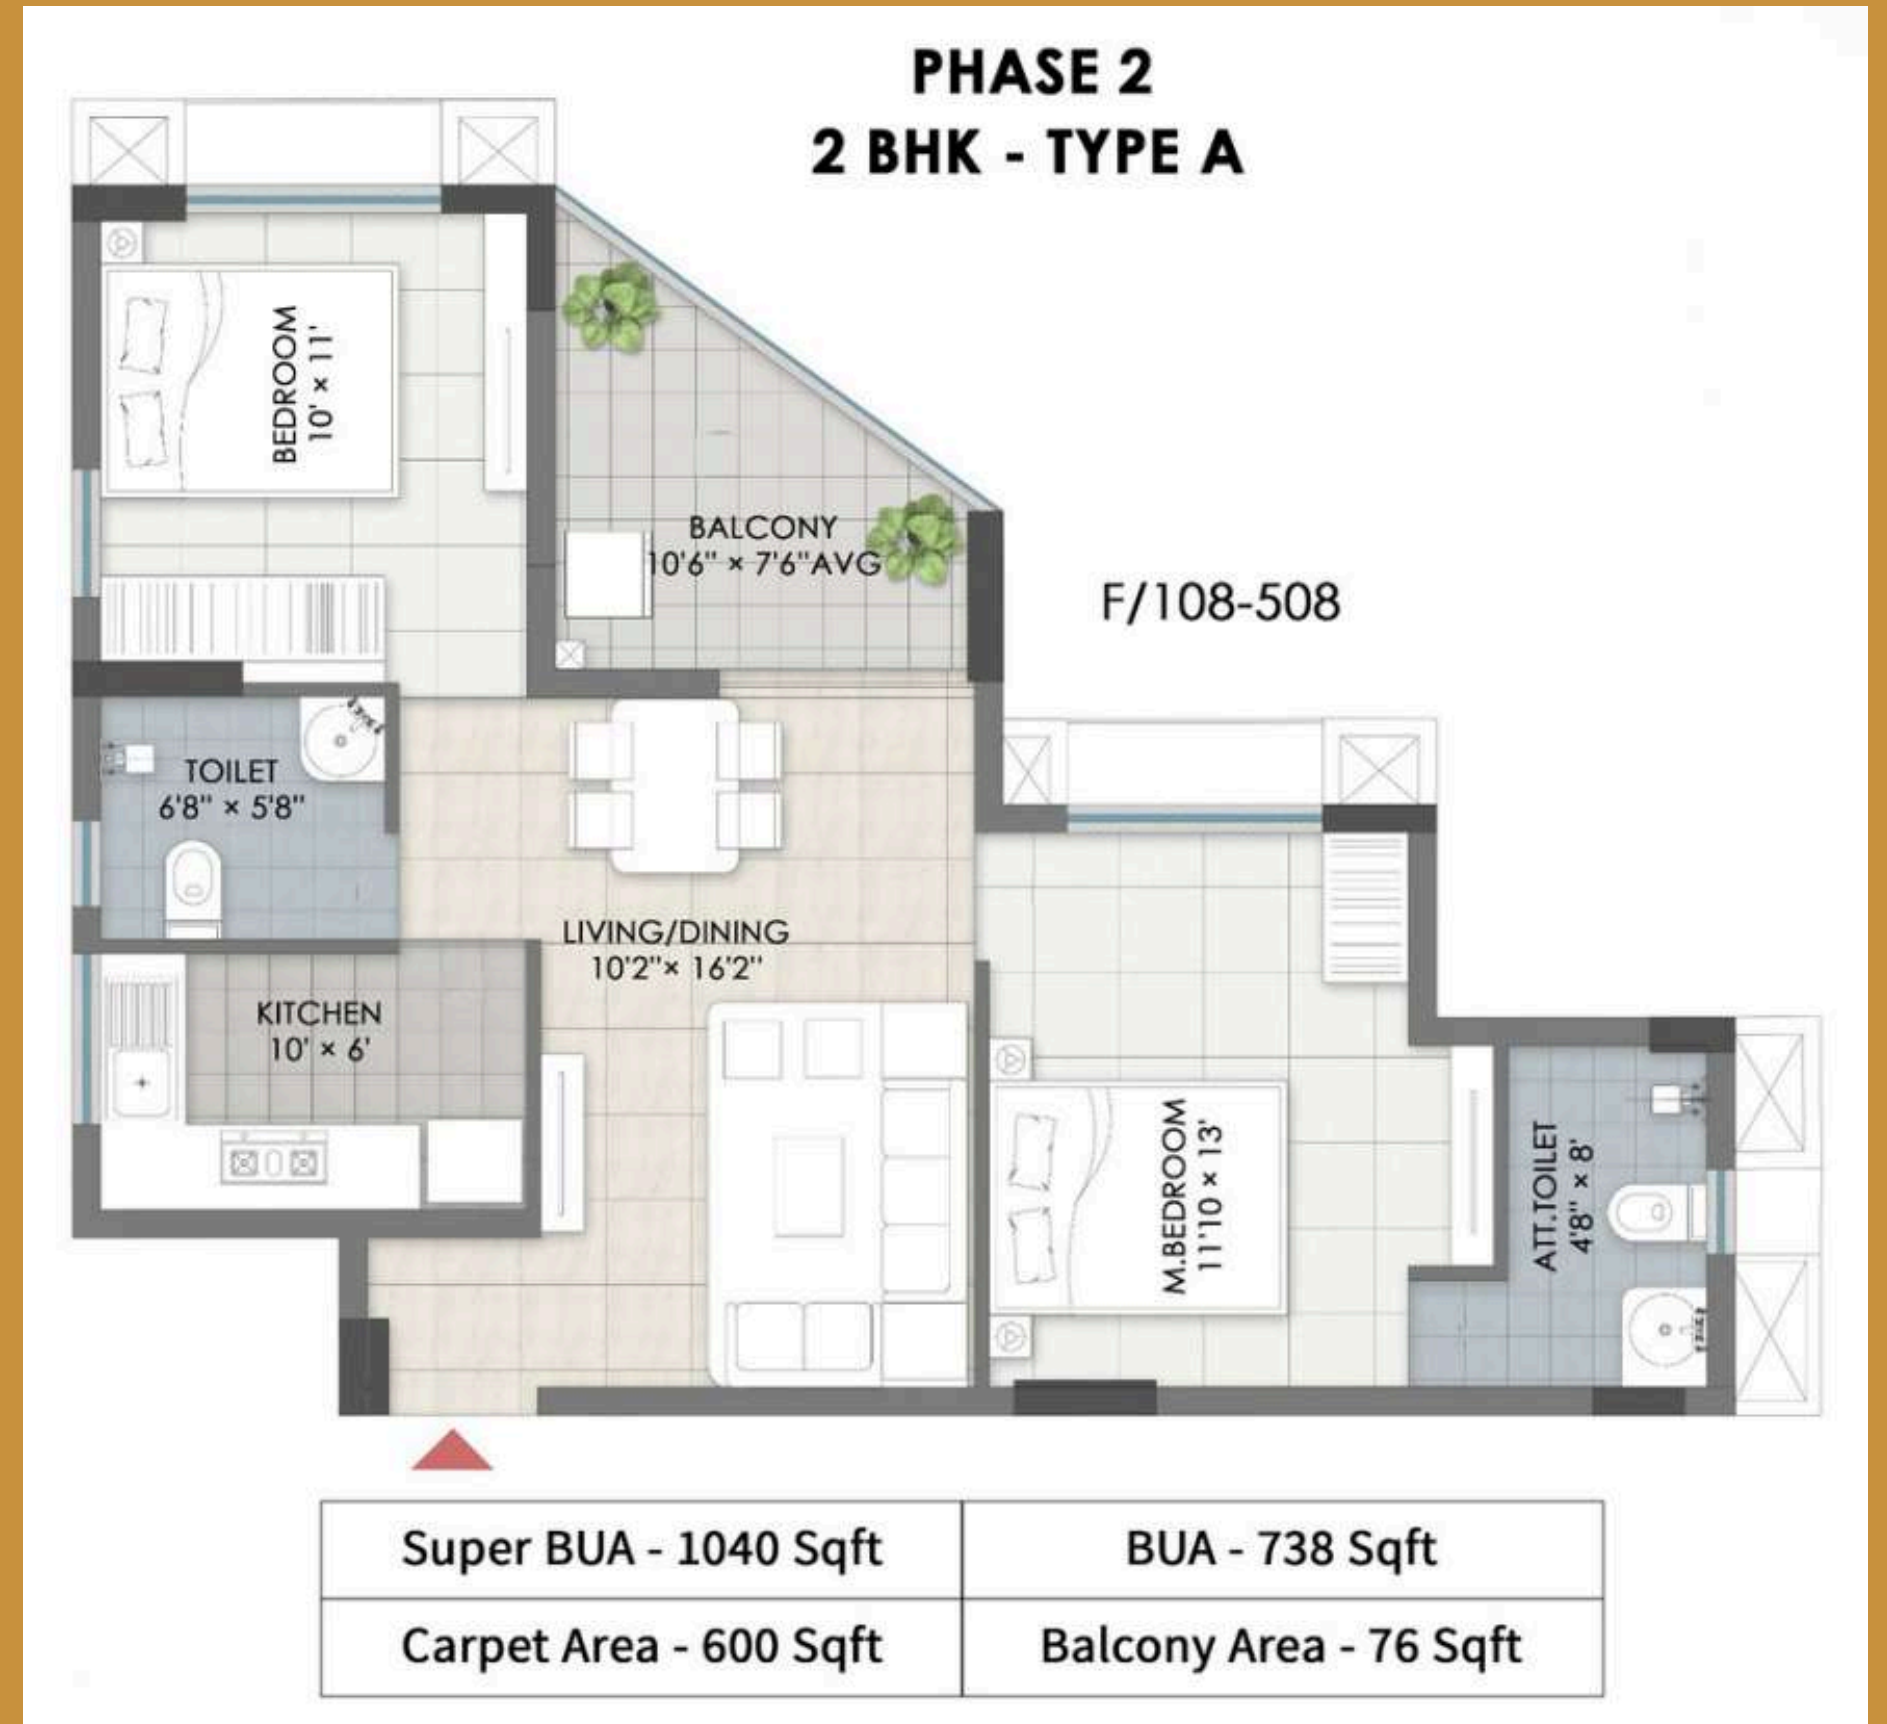 PHASE 2
2 BHK - TYPE A
BEDROOM
10' × 11'
BALCONY
10'6" × 7'6"AVG
F/108-508
TOILET
6'8" × 5'8"
LIVING/DINING
10'2"× 16'2"
KITCHEN
10' × 6'
M.BEDROOM
11'10 × 13'
ATT.TOILET
4'8" × 8'
Super BUA - 1040 Sqft
BUA - 738 Sqft
Carpet Area - 600 Sqft
Balcony Area - 76 Sqft